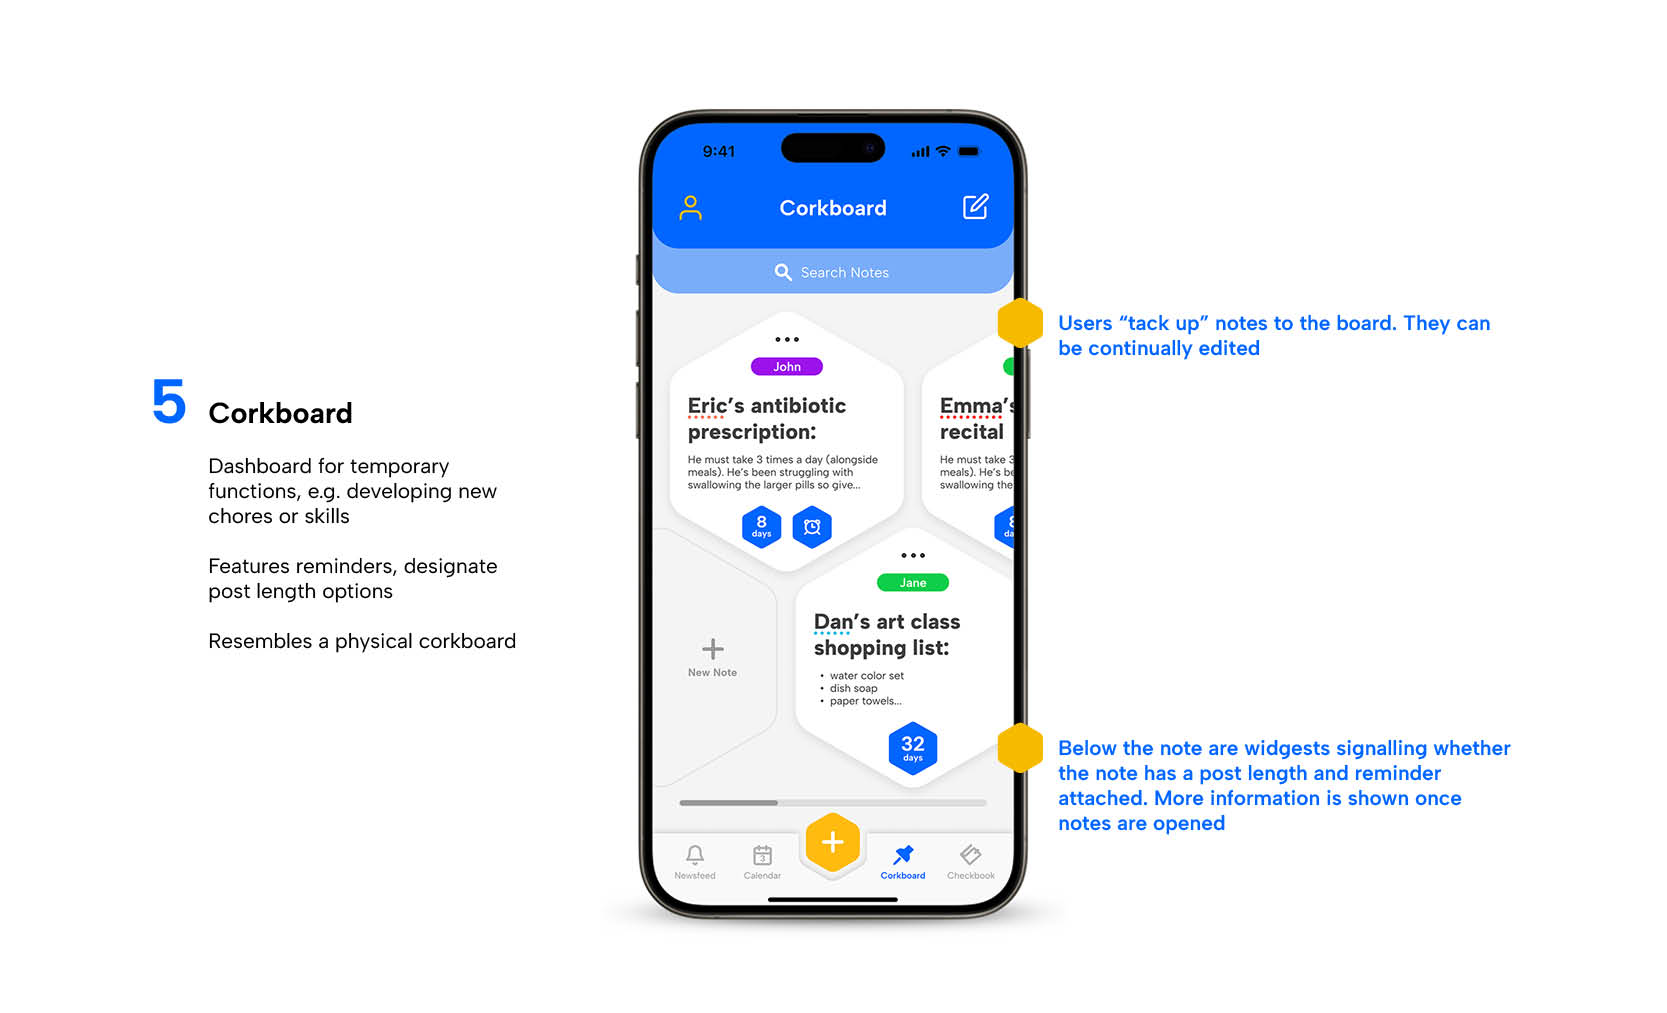 5 Corkboard
Dashboard for temporary
functions, e.g. developing new
chores or skills
Features reminders, designate
post length options
Resembles a physical corkboard
9:41
Corkboard
Search Notes
John
Eric's antibiotic
prescription:
He must take 3 times a day (alongside
meals). He's been struggling with
swallowing the larger pills so give...
8
days
Emma's
recital
He must take 3
meals). He's be
swallowing the
8
da
New Note
Jane
Dan's art class
shopping list:
• water color set
• dish soap
• paper towels...
32
days
Newsfeed
3
Calendar
Corkboard
Checkbook
Users “tack up” notes to the board. They can
be continually edited
Below the note are widgests signalling whether
the note has a post length and reminder
attached. More information is shown once
notes are opened